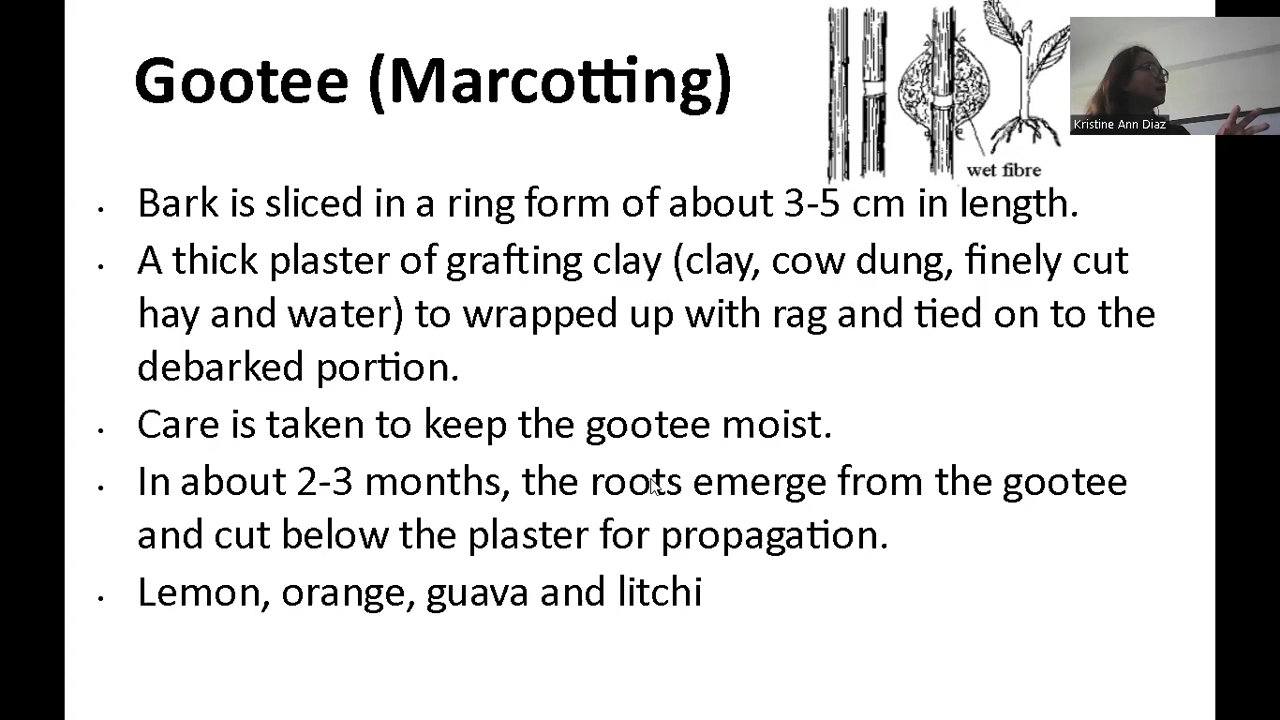 Gootee (Marcotting)
Kristine Ann Diaz
wet fibre
Bark is sliced in a ring form of about 3-5 cm in length.
A thick plaster of grafting clay (clay, cow dung, finely cut
hay and water) to wrapped up with rag and tied on to the
debarked portion.
Care is taken to keep the gootee moist.
In about 2-3 months, the roots emerge from the gootee
and cut below the plaster for propagation.
Lemon, orange, guava and litchi